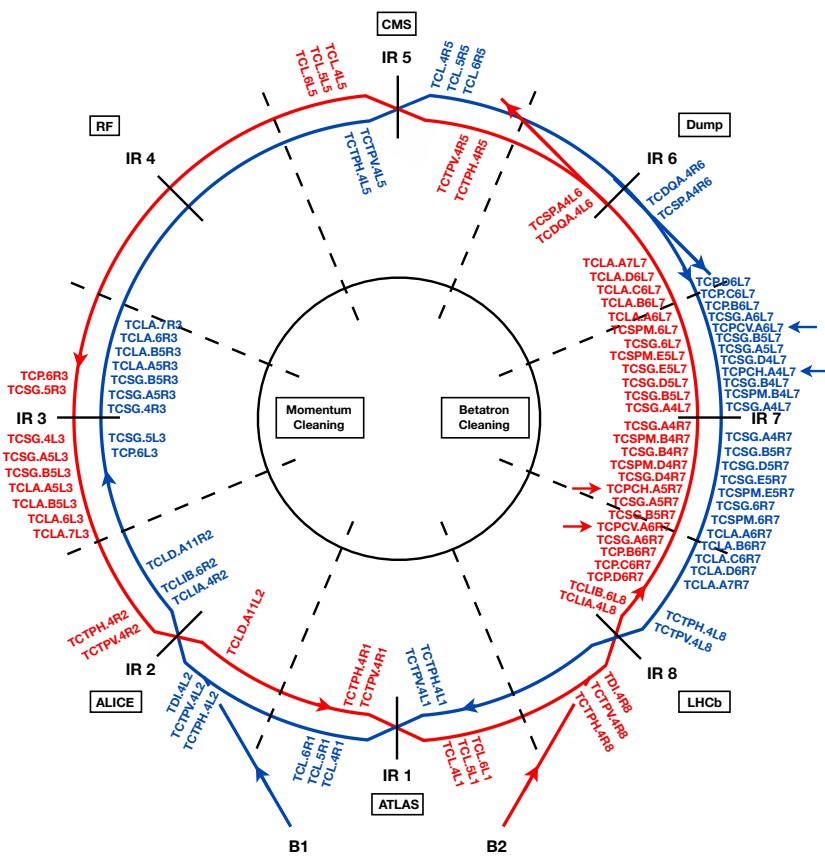 CMS
IR 5
TCL.4L5
TCL.5L5
TCL.6L5
TCL.4R5
TCL.5R5
TCL.6R5
TCTPV.4L5
TCTPH.4L5
TCTPV.4R5
TCTPH.4R5
RF
IR 4
Dump
IR 6
TCDQA.4R6
TCSP.A4R6
TCSP.A4L6
TCDQA.4L6
TCLA.A7L7
TCLA.D6L7
TCLA.C6L7
TCLA.B6L7
TCLA.A6L7
TCSPM.6L7
TCSG.6L7
TCSPM.E5L7
TCSG.E5L7
TCSG.D5L7
TCSG.B5L7
TCSG.A4L7
TCSG.A4R7
TCSPM.B4R7
TCSG.B4R7
TCSPM.D4R7
TCSG.D4R7
TCPCH.A5R7
TCSG.A5R7
TCSG.B5R7
TCPCV.A6R7
TCSG.A6R7
TCP.B6R7
TCP.C6R7
TCP.D6R7
TCP.D6L7
TCP.C6L7
TCP.B6L7
TCSG.A6L7
TCPCV.A6L7
TCSG.B5L7
TCSG.A5L7
TCSG.D4L7
TCPCH.A4L7
TCSG.B4L7
TCSPM.B4L7
TCSG.A4L7
IR 7
TCSG.A4R7
TCSG.B5R7
TCSG.D5R7
TCSG.E5R7
TCSPM.E5R7
TCSG.6R7
TCSPM.6R7
TCLA.A6R7
TCLA.B6R7
TCLA.C6R7
TCLA.D6R7
TCLA.A7R7
TCLA.7R3
TCLA.6R3
TCLA.B5R3
TCLA.A5R3
TCSG.B5R3
TCSG.A5R3
TCSG.4R3
TCP.6R3
TCSG.5R3
IR 3
TCSG.4L3
TCSG.A5L3
TCSG.B5L3
TCLA.A5L3
TCLA.B5L3
TCLA.6L3
TCLA.7L3
TCSG.5L3
TCP.6L3
Momentum
Cleaning
Betatron
Cleaning
TCLD.A11R2
TCLIB.6R2
TCLIA.4R2
TCTPH.4R2
TCTPV.4R2
TCLD.A11L2
IR 2
ALICE
TDI.4L2
TCTPV.4L2
TCTPH.4L2
TCTPH.4R1
TCTPV.4R1
TCTPH.4L1
TCTPV.4L1
TCL.6R1
TCL.5R1
TCL.4R1
TCL.6L1
TCL.5L1
TCL.4L1
IR 1
ATLAS
TCLIB.6L8
TCLIA.4L8
TCTPH.4L8
TCTPV.4L8
IR 8
LHCb
TDI.4R8
TCTPV.4R8
TCTPH.4R8
B1
B2